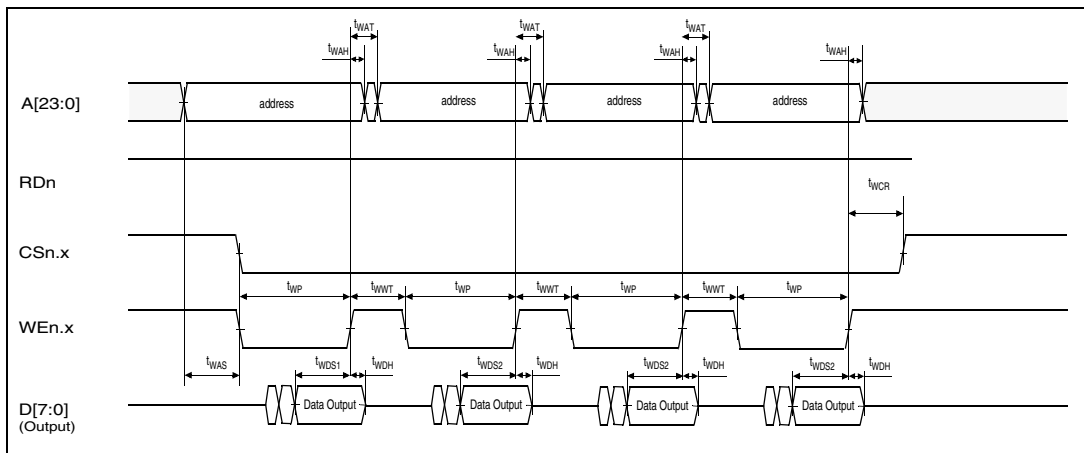 tWAT tWAT tWAT
tWAH tWAH tWAH tWAH
A[23:0] address address address address
RDn
tWCR
CSn.x
tWP tWWT tWP tWWT tWP tWWT tWP
WEn.x
tWAS tWDS1 tWDH tWDS2 tWDH tWDS2 tWDH tWDS2 tWDH
D[7:0] Data Output Data Output Data Output Data Output
(Output)